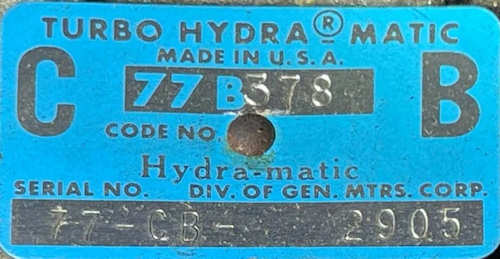 TURBO HYDRA® MATIC
MADE IN U.S.A.
C 77B378 B
CODE NO.
Hydra-matic
SERIAL NO. DIV. OF GEN. MTRS. CORP.
77-CB- 2905